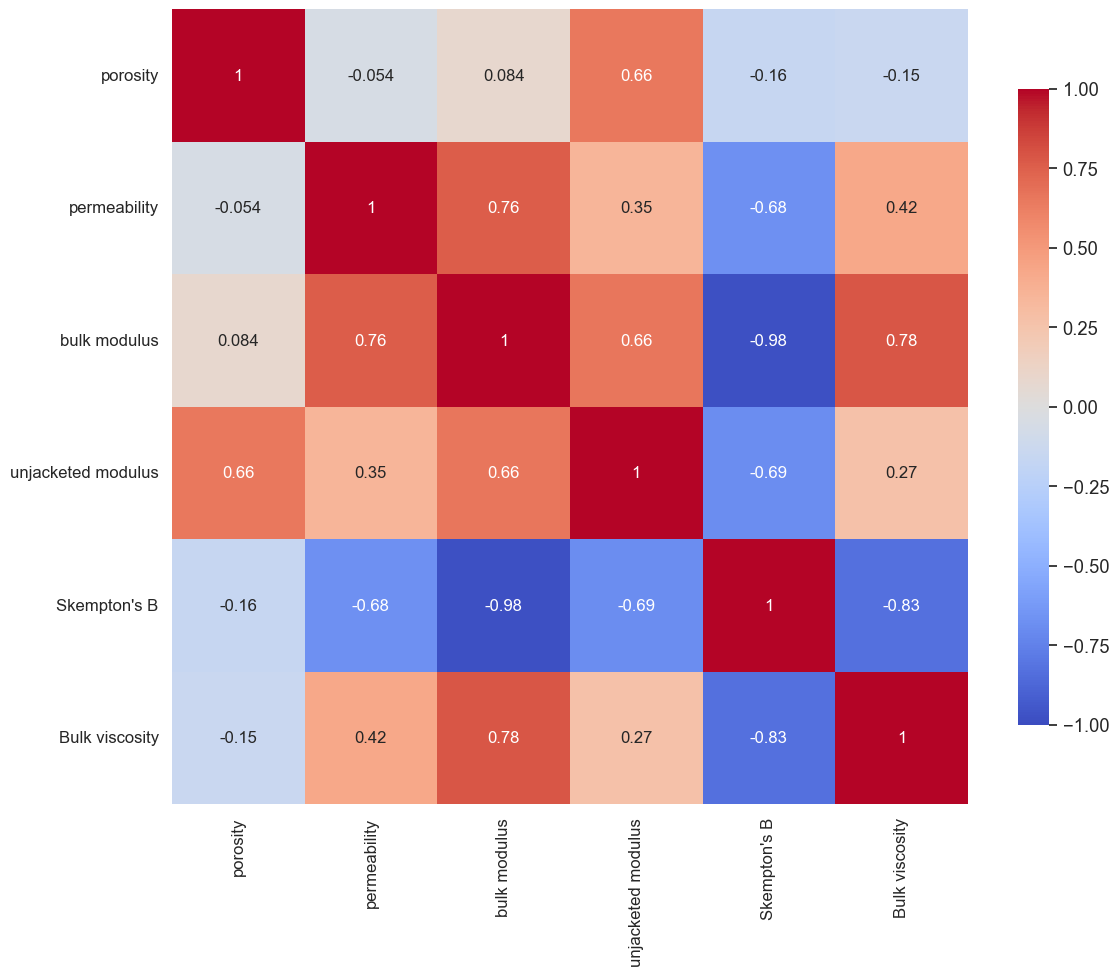 porosity 1 -0.054 0.084 0.66 -0.16 -0.15
permeability -0.054 1 0.76 0.35 -0.68 0.42
bulk modulus 0.084 0.76 1 0.66 -0.98 0.78
unjacketed modulus 0.66 0.35 0.66 1 -0.69 0.27
Skempton's B -0.16 -0.68 -0.98 -0.69 1 -0.83
Bulk viscosity -0.15 0.42 0.78 0.27 -0.83 1
porosity
permeability
bulk modulus
unjacketed modulus
Skempton's B
Bulk viscosity
1.00
0.75
0.50
0.25
0.00
−0.25
−0.50
−0.75
−1.00